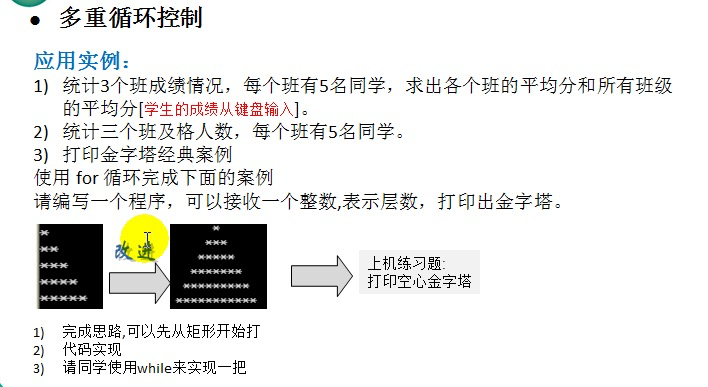 ● 多重循环控制
应用实例：
1) 统计3个班成绩情况，每个班有5名同学，求出各个班的平均分和所有班级
的平均分[学生的成绩从键盘输入]。
2) 统计三个班及格人数，每个班有5名同学。
3) 打印金字塔经典案例
使用 for 循环完成下面的案例
请编写一个程序，可以接收一个整数,表示层数，打印出金字塔。
*
**
***
****
*****
改进
*
***
*****
*******
*********
***********
上机练习题:
打印空心金字塔
1) 完成思路,可以先从矩形开始打
2) 代码实现
3) 请同学使用while来实现一把